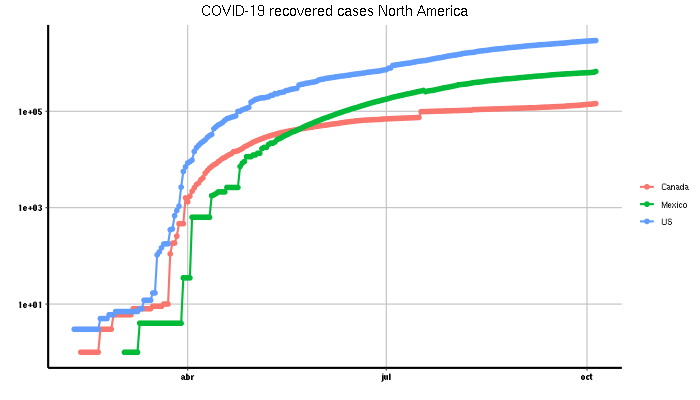 COVID-19 recovered cases North America
1e+05
1e+03
1e+01
abr
jul
oct
Canada
Mexico
US